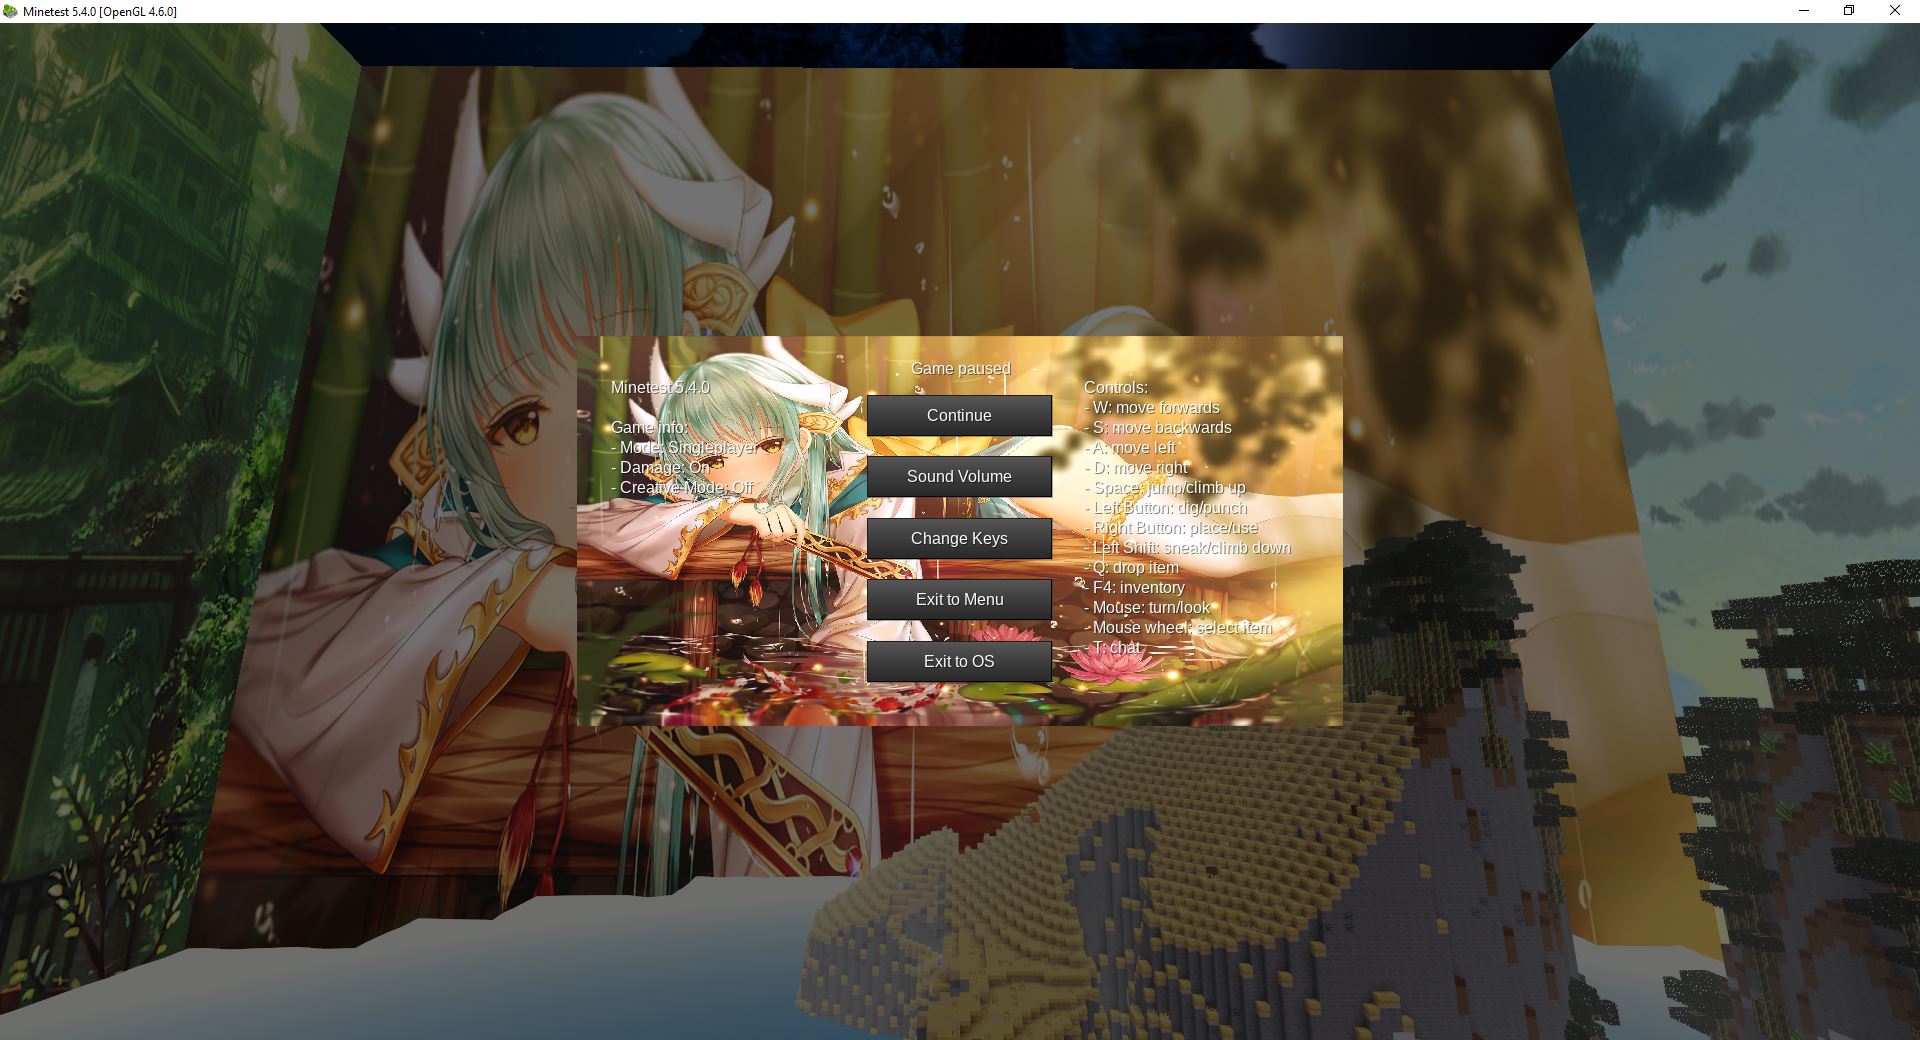 Minetest 5.4.0 [OpenGL 4.6.0]
Game paused
Minetest 5.4.0
Game info:
- Mode: Singleplayer
- Damage: On
- Creative Mode: Off
Continue
Sound Volume
Change Keys
Exit to Menu
Exit to OS
Controls:
- W: move forwards
- S: move backwards
- A: move left
- D: move right
- Space: jump/climb up
- Left Button: dig/punch
- Right Button: place/use
- Left Shift: sneak/climb down
- Q: drop item
- F4: inventory
- Mouse: turn/look
- Mouse wheel: select item
- T: chat